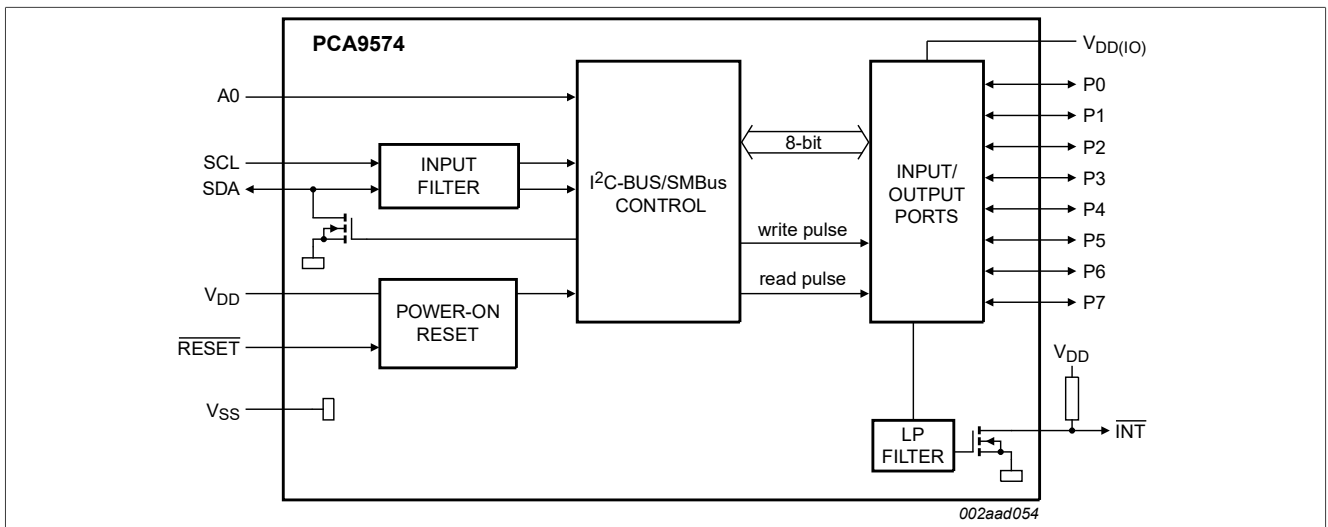 PCA9574
V_DD(IO)
A0
P0
P1
SCL
SDA
INPUT
FILTER
I²C-BUS/SMBus
CONTROL
8-bit
INPUT/
OUTPUT
PORTS
P2
P3
P4
write pulse
P5
read pulse
P6
P7
V_DD
POWER-ON
RESET
RESET
V_DD
V_SS
LP
FILTER
INT
002aad054